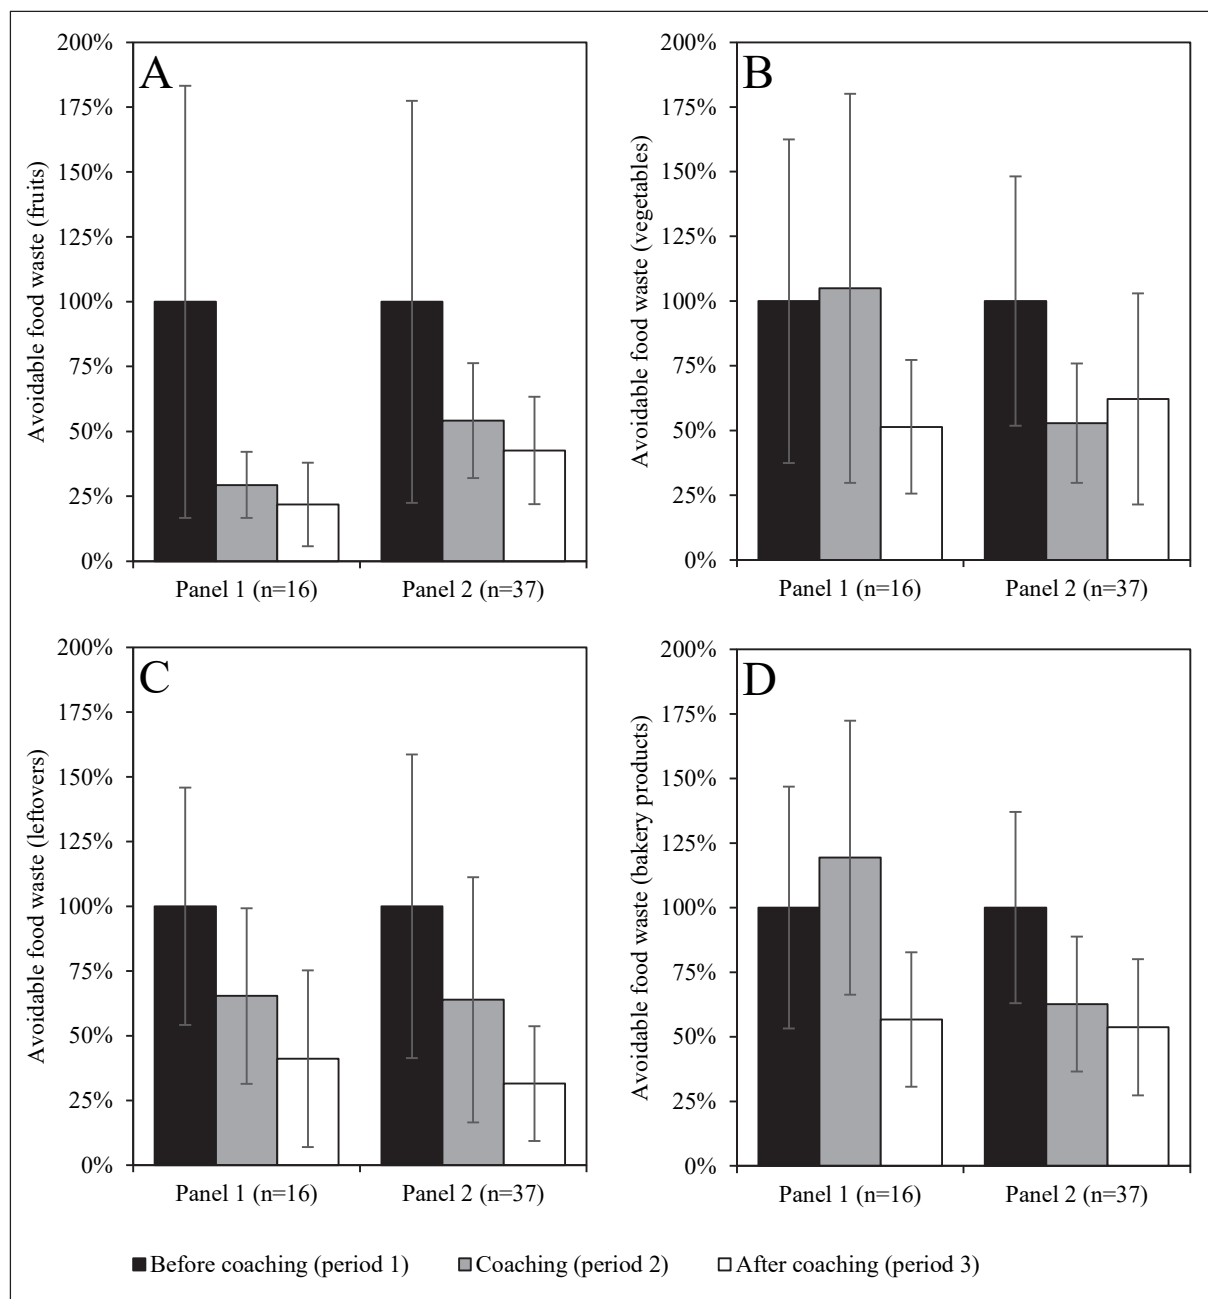 A
Avoidable food waste (fruits)
200%
175%
150%
125%
100%
75%
50%
25%
0%
Panel 1 (n=16) Panel 2 (n=37)
B
Avoidable food waste (vegetables)
200%
175%
150%
125%
100%
75%
50%
25%
0%
Panel 1 (n=16) Panel 2 (n=37)
C
Avoidable food waste (leftovers)
200%
175%
150%
125%
100%
75%
50%
25%
0%
Panel 1 (n=16) Panel 2 (n=37)
D
Avoidable food waste (bakery products)
200%
175%
150%
125%
100%
75%
50%
25%
0%
Panel 1 (n=16) Panel 2 (n=37)
Before coaching (period 1) Coaching (period 2) After coaching (period 3)